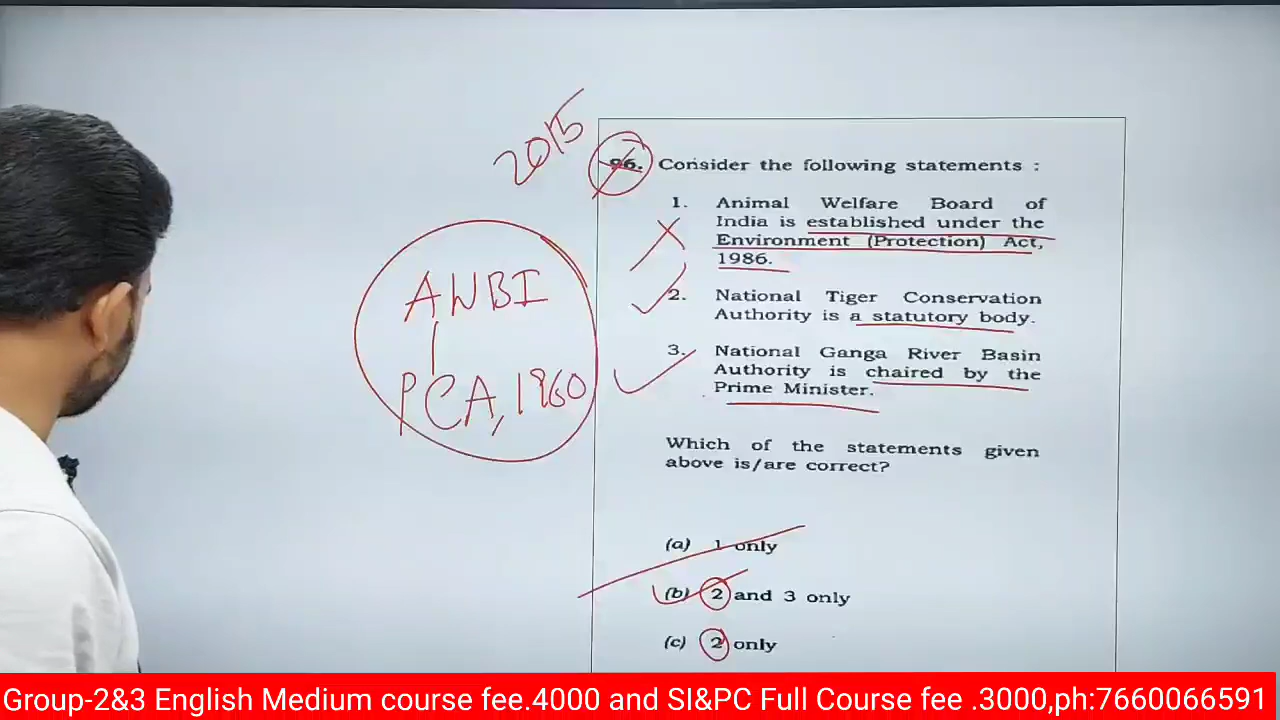 2015
96. Consider the following statements :
1. Animal Welfare Board of
India is established under the
Environment (Protection) Act,
1986.
AWBI
PCA, 1960
2. National Tiger Conservation
Authority is a statutory body.
3. National Ganga River Basin
Authority is chaired by the
Prime Minister.
Which of the statements given
above is/are correct?
(a) 1 only
(b) 2 and 3 only
(c) 2 only
Group-2&3 English Medium course fee.4000 and SI&PC Full Course fee .3000,ph:7660066591